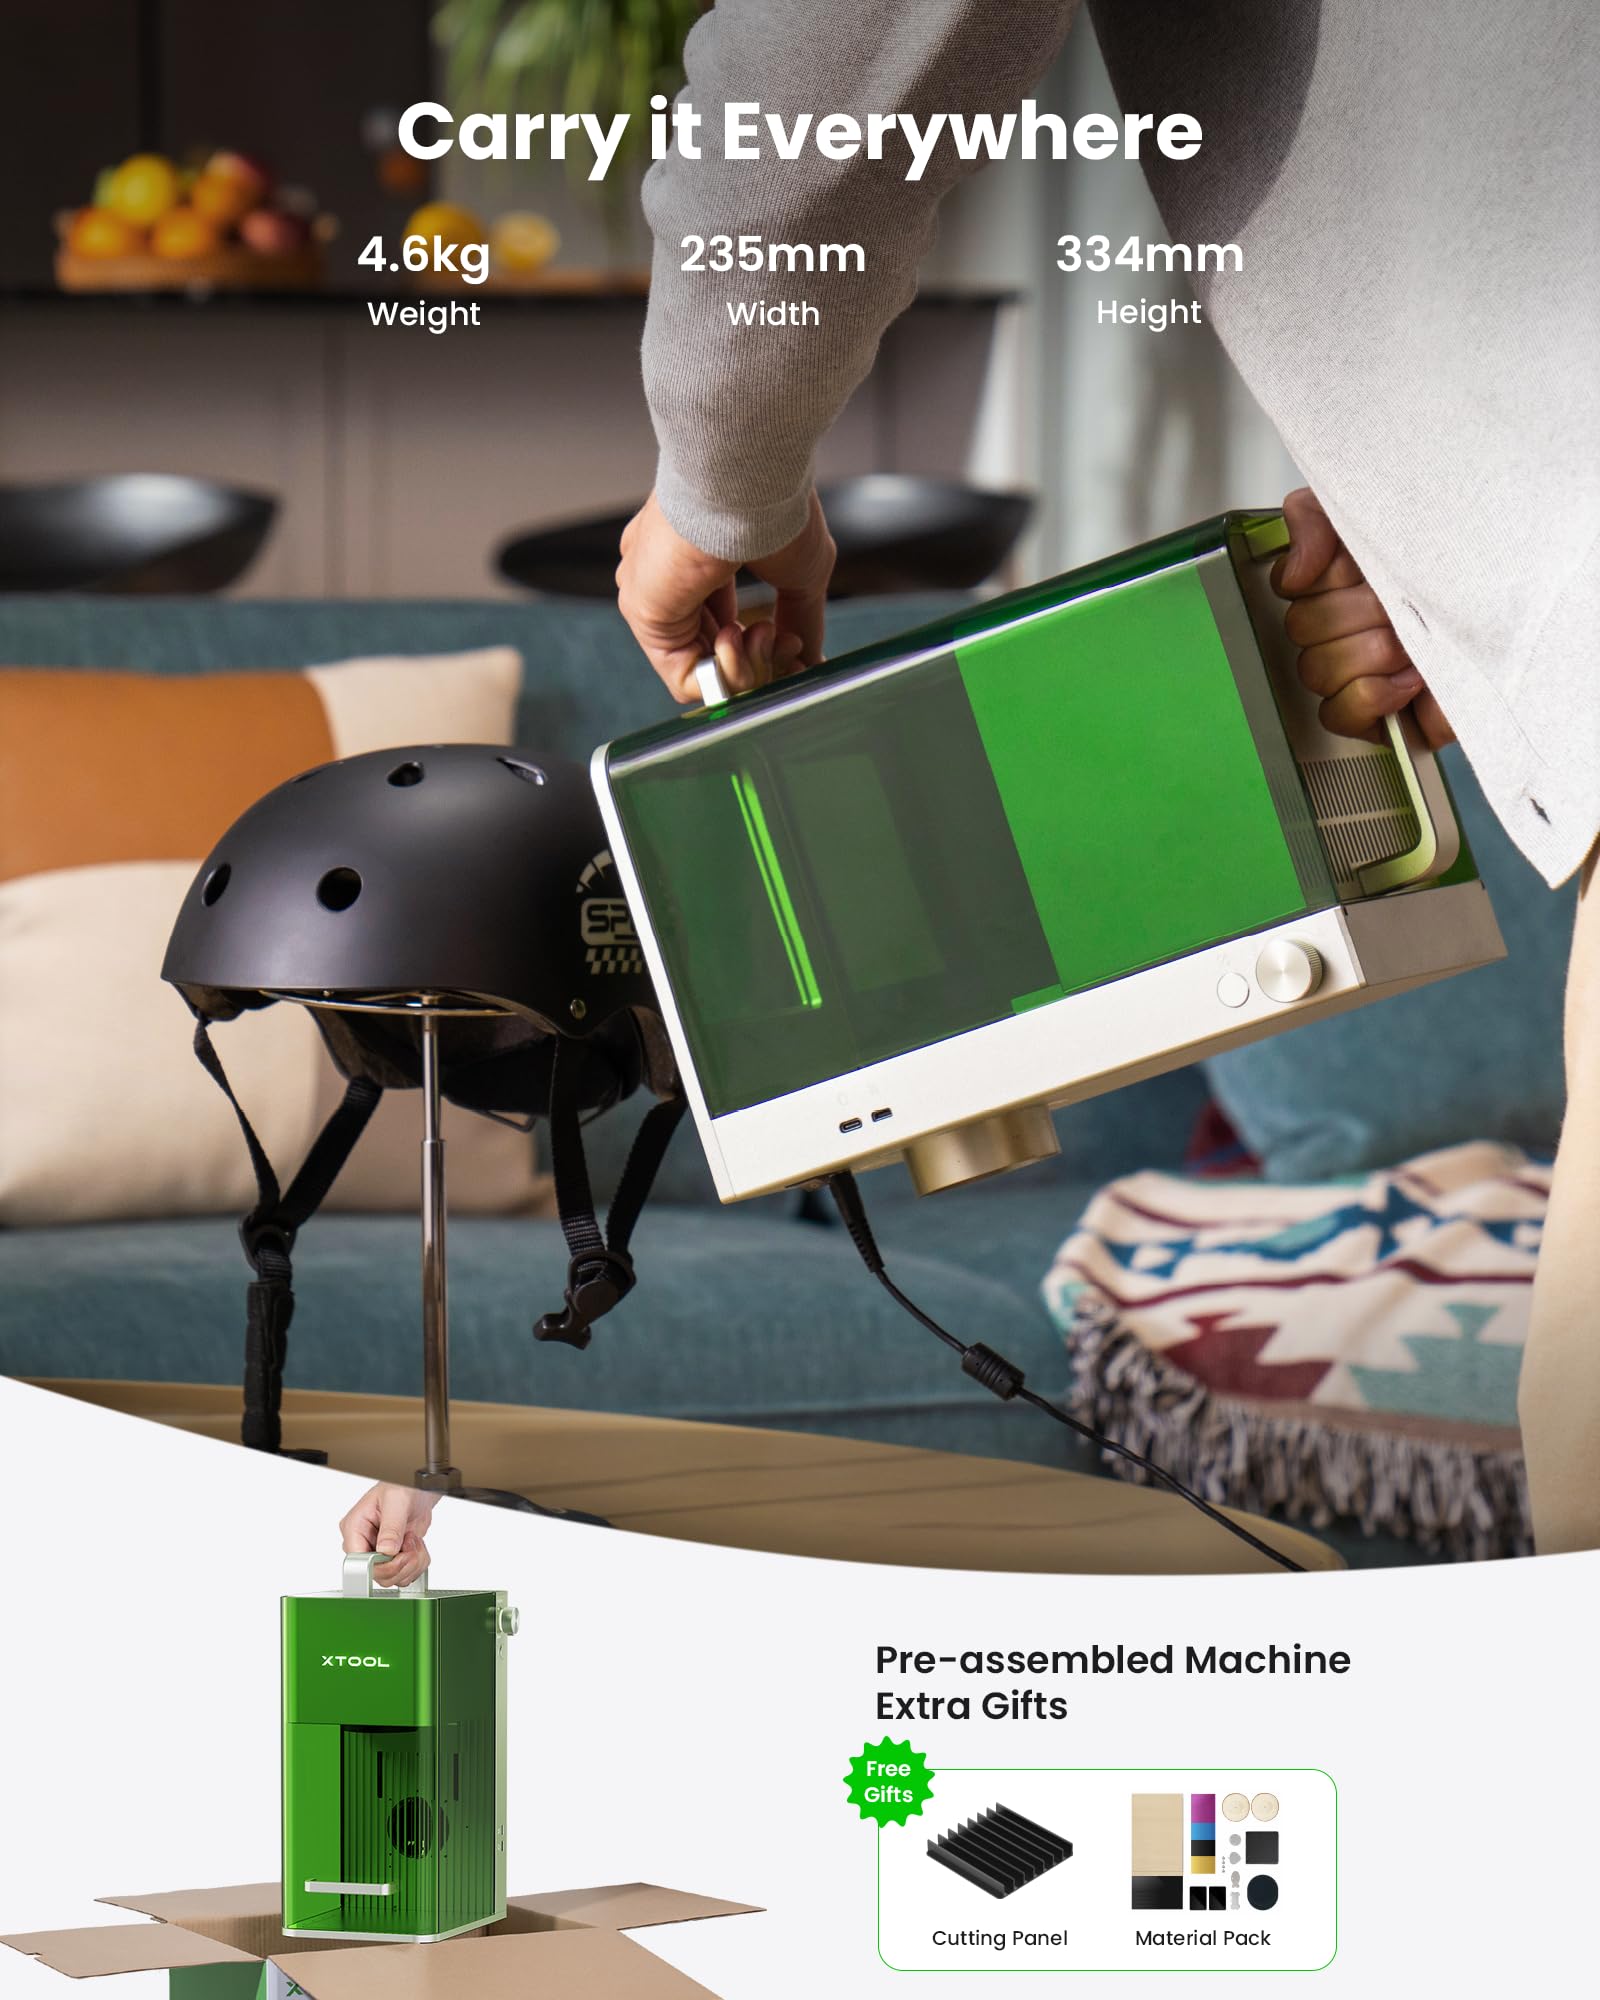 Carry it Everywhere
4.6kg
Weight
235mm
Width
334mm
Height
XTOOL
Pre-assembled Machine
Extra Gifts
Free
Gifts
Cutting Panel
Material Pack